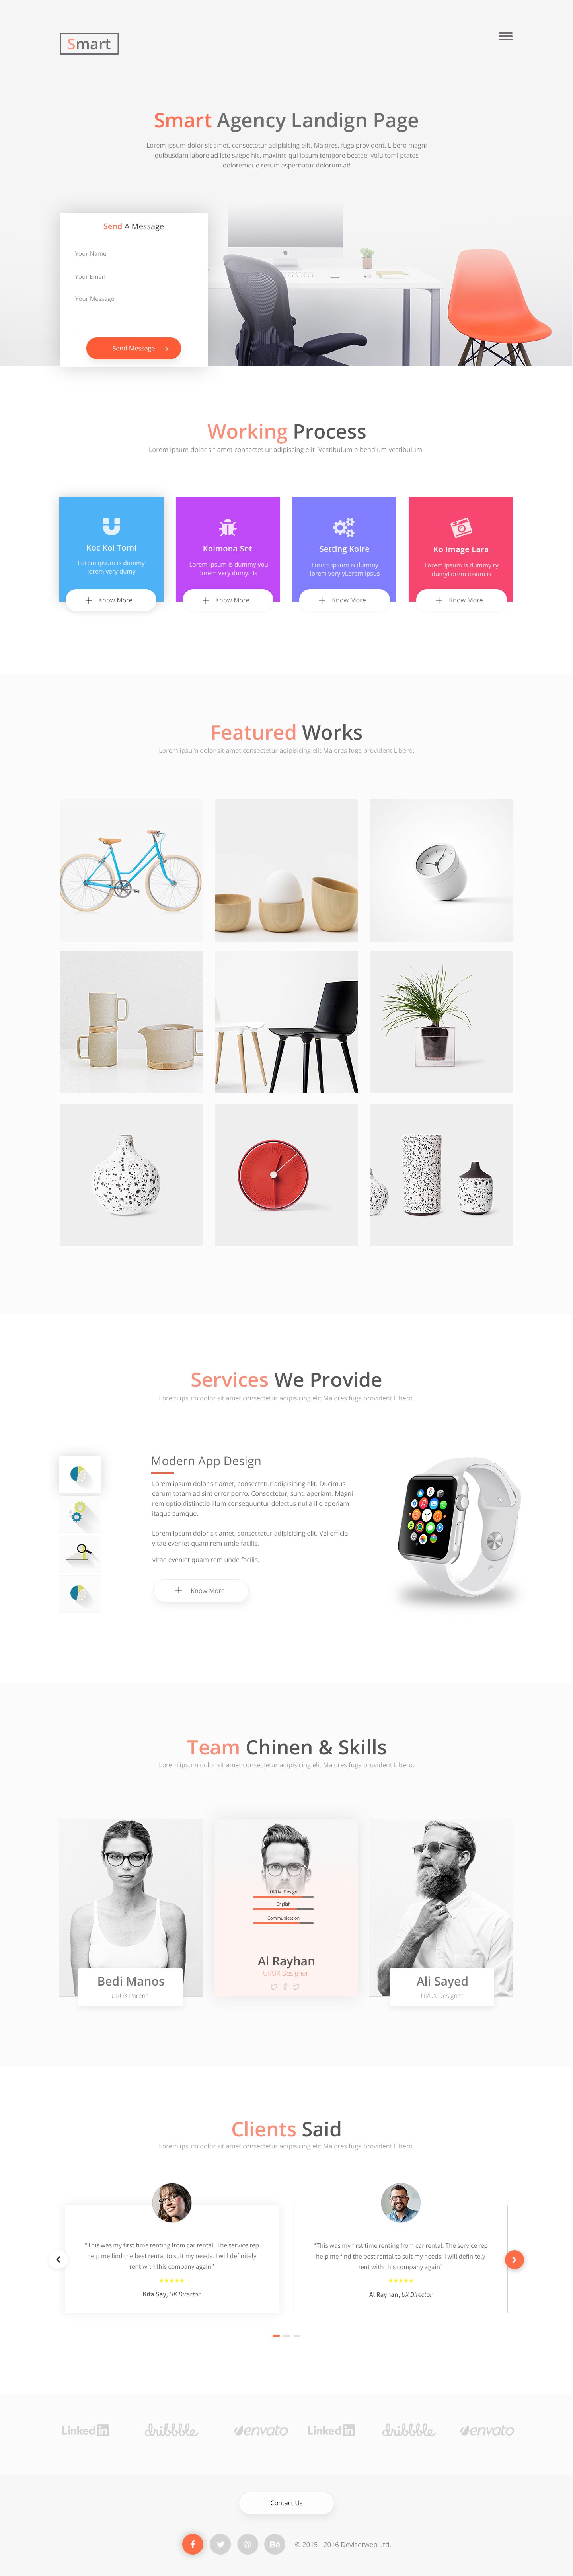 Smart
Smart Agency Landign Page
Lorem ipsum dolor sit amet, consectetur adipisicing elit. Maiores, fuga provident. Libero magni
quibusdam labore ad iste saepe hic, maxime qui ipsum tempore beatae, volu tomi ptates
doloremque rerum aspernatur dolorum at!
Send A Message
Your Name
Your Email
Your Message
Send Message
Working Process
Lorem ipsum dolor sit amet consectet ur adipiscing elit Vestibulum bibend um vestibulum.
Koc Koi Tomi
Lorem ipsum is dummy
lorem very dumy
Know More
Koimona Set
Lorem ipsum is dummy you
lorem very dumyL is
Know More
Setting Koire
Lorem ipsum is dummy
lorem very yLorem ipsus
Know More
Ko Image Lara
Lorem ipsum is dummy ry
dumyLorem ipsum is
Know More
Featured Works
Lorem ipsum dolor sit amet consectetur adipisicing elit Maiores fuga provident Libero.
Services We Provide
Lorem ipsum dolor sit amet consectetur adipisicing elit Maiores fuga provident Libero.
Modern App Design
Lorem ipsum dolor sit amet, consectetur adipisicing elit. Ducimus
earum totam ad sint error porro. Consectetur, sunt, aperiam. Magni
rem optio distinctio illum consequuntur delectus nulla illo aperiam
itaque cumque.
Lorem ipsum dolor sit amet, consectetur adipisicing elit. Vel officia
vitae eveniet quam rem unde facilis.
vitae eveniet quam rem unde facilis.
Know More
Team Chinen & Skills
Lorem ipsum dolor sit amet consectetur adipisicing elit Maiores fuga provident Libero.
Bedi Manos
UI/UX Parena
UI/UX Design
English
Communication
Al Rayhan
UI/UX Designer
Ali Sayed
UI/UX Designer
Clients Said
Lorem ipsum dolor sit amet consectetur adipisicing elit Maiores fuga provident Libero.
"This was my first time renting from car rental. The service rep
help me find the best rental to suit my needs. I will definitely
rent with this company again"
Kita Say, HK Director
"This was my first time renting from car rental. The service rep
help me find the best rental to suit my needs. I will definitely
rent with this company again"
Al Rayhan, UX Director
Linked in
dribbble
envato
Linked in
dribbble
envato
Contact Us
f
Bē
© 2015 - 2016 Deviserweb Ltd.